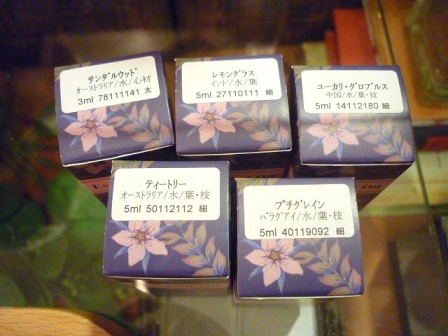 サンダルウッド
オーストラリア/水/心材
3ml 78111141 太
レモングラス
インド/水/葉
5ml 27110111 細
ユーカリ・グロブルス
中国/水/葉・枝
5ml 14112180 細
ティートリー
オーストラリア/水/葉・枝
5ml 50112112 細
プチグレイン
パラグアイ/水/葉・枝
5ml 40119092 細